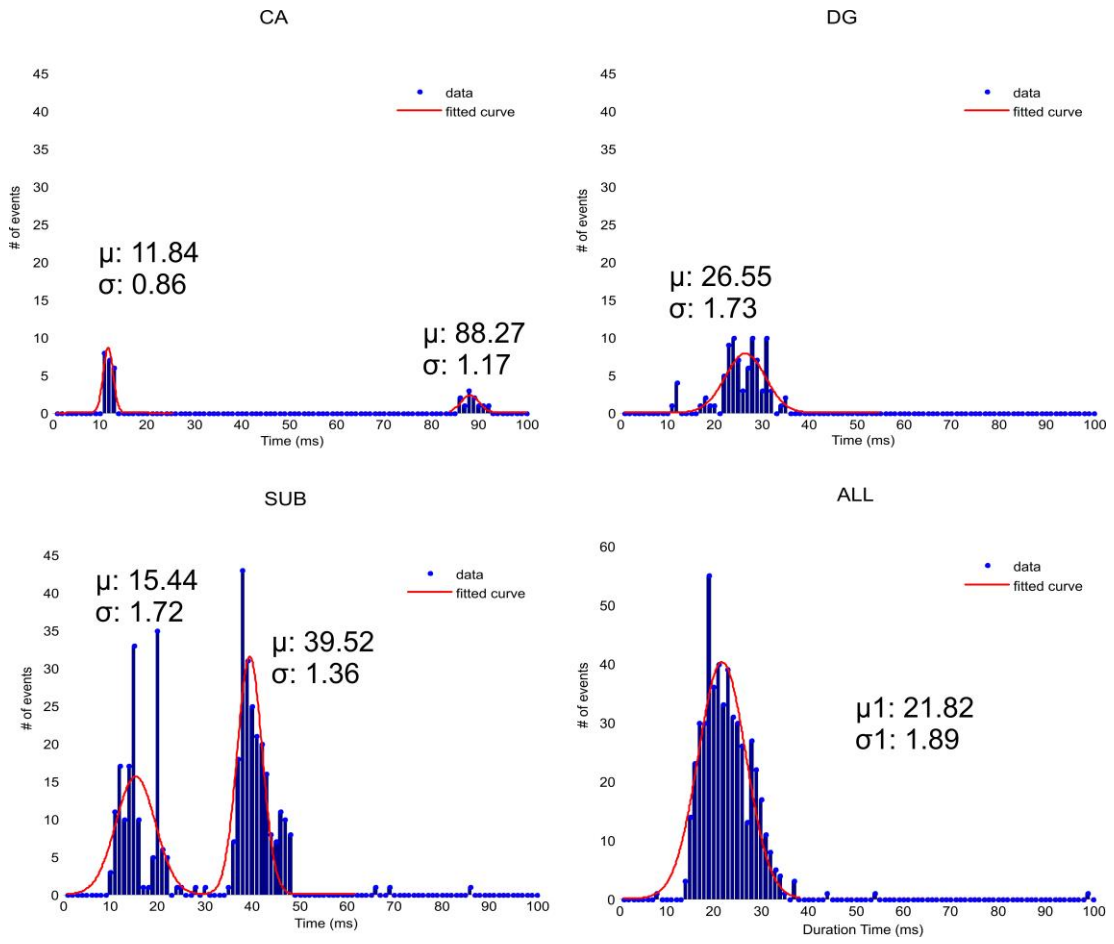 CA
45
40
35
30
25
20
15
10
5
0
# of events
data
fitted curve
μ: 11.84
σ: 0.86
μ: 88.27
σ: 1.17
0 10 20 30 40 50 60 70 80 90 100
Time (ms)
DG
45
40
35
30
25
20
15
10
5
0
# of events
data
fitted curve
μ: 26.55
σ: 1.73
0 10 20 30 40 50 60 70 80 90 100
Time (ms)
SUB
45
40
35
30
25
20
15
10
5
0
# of events
data
fitted curve
μ: 15.44
σ: 1.72
μ: 39.52
σ: 1.36
0 10 20 30 40 50 60 70 80 90 100
Time (ms)
ALL
60
50
40
30
20
10
0
# of events
data
fitted curve
μ1: 21.82
σ1: 1.89
0 10 20 30 40 50 60 70 80 90 100
Duration Time (ms)